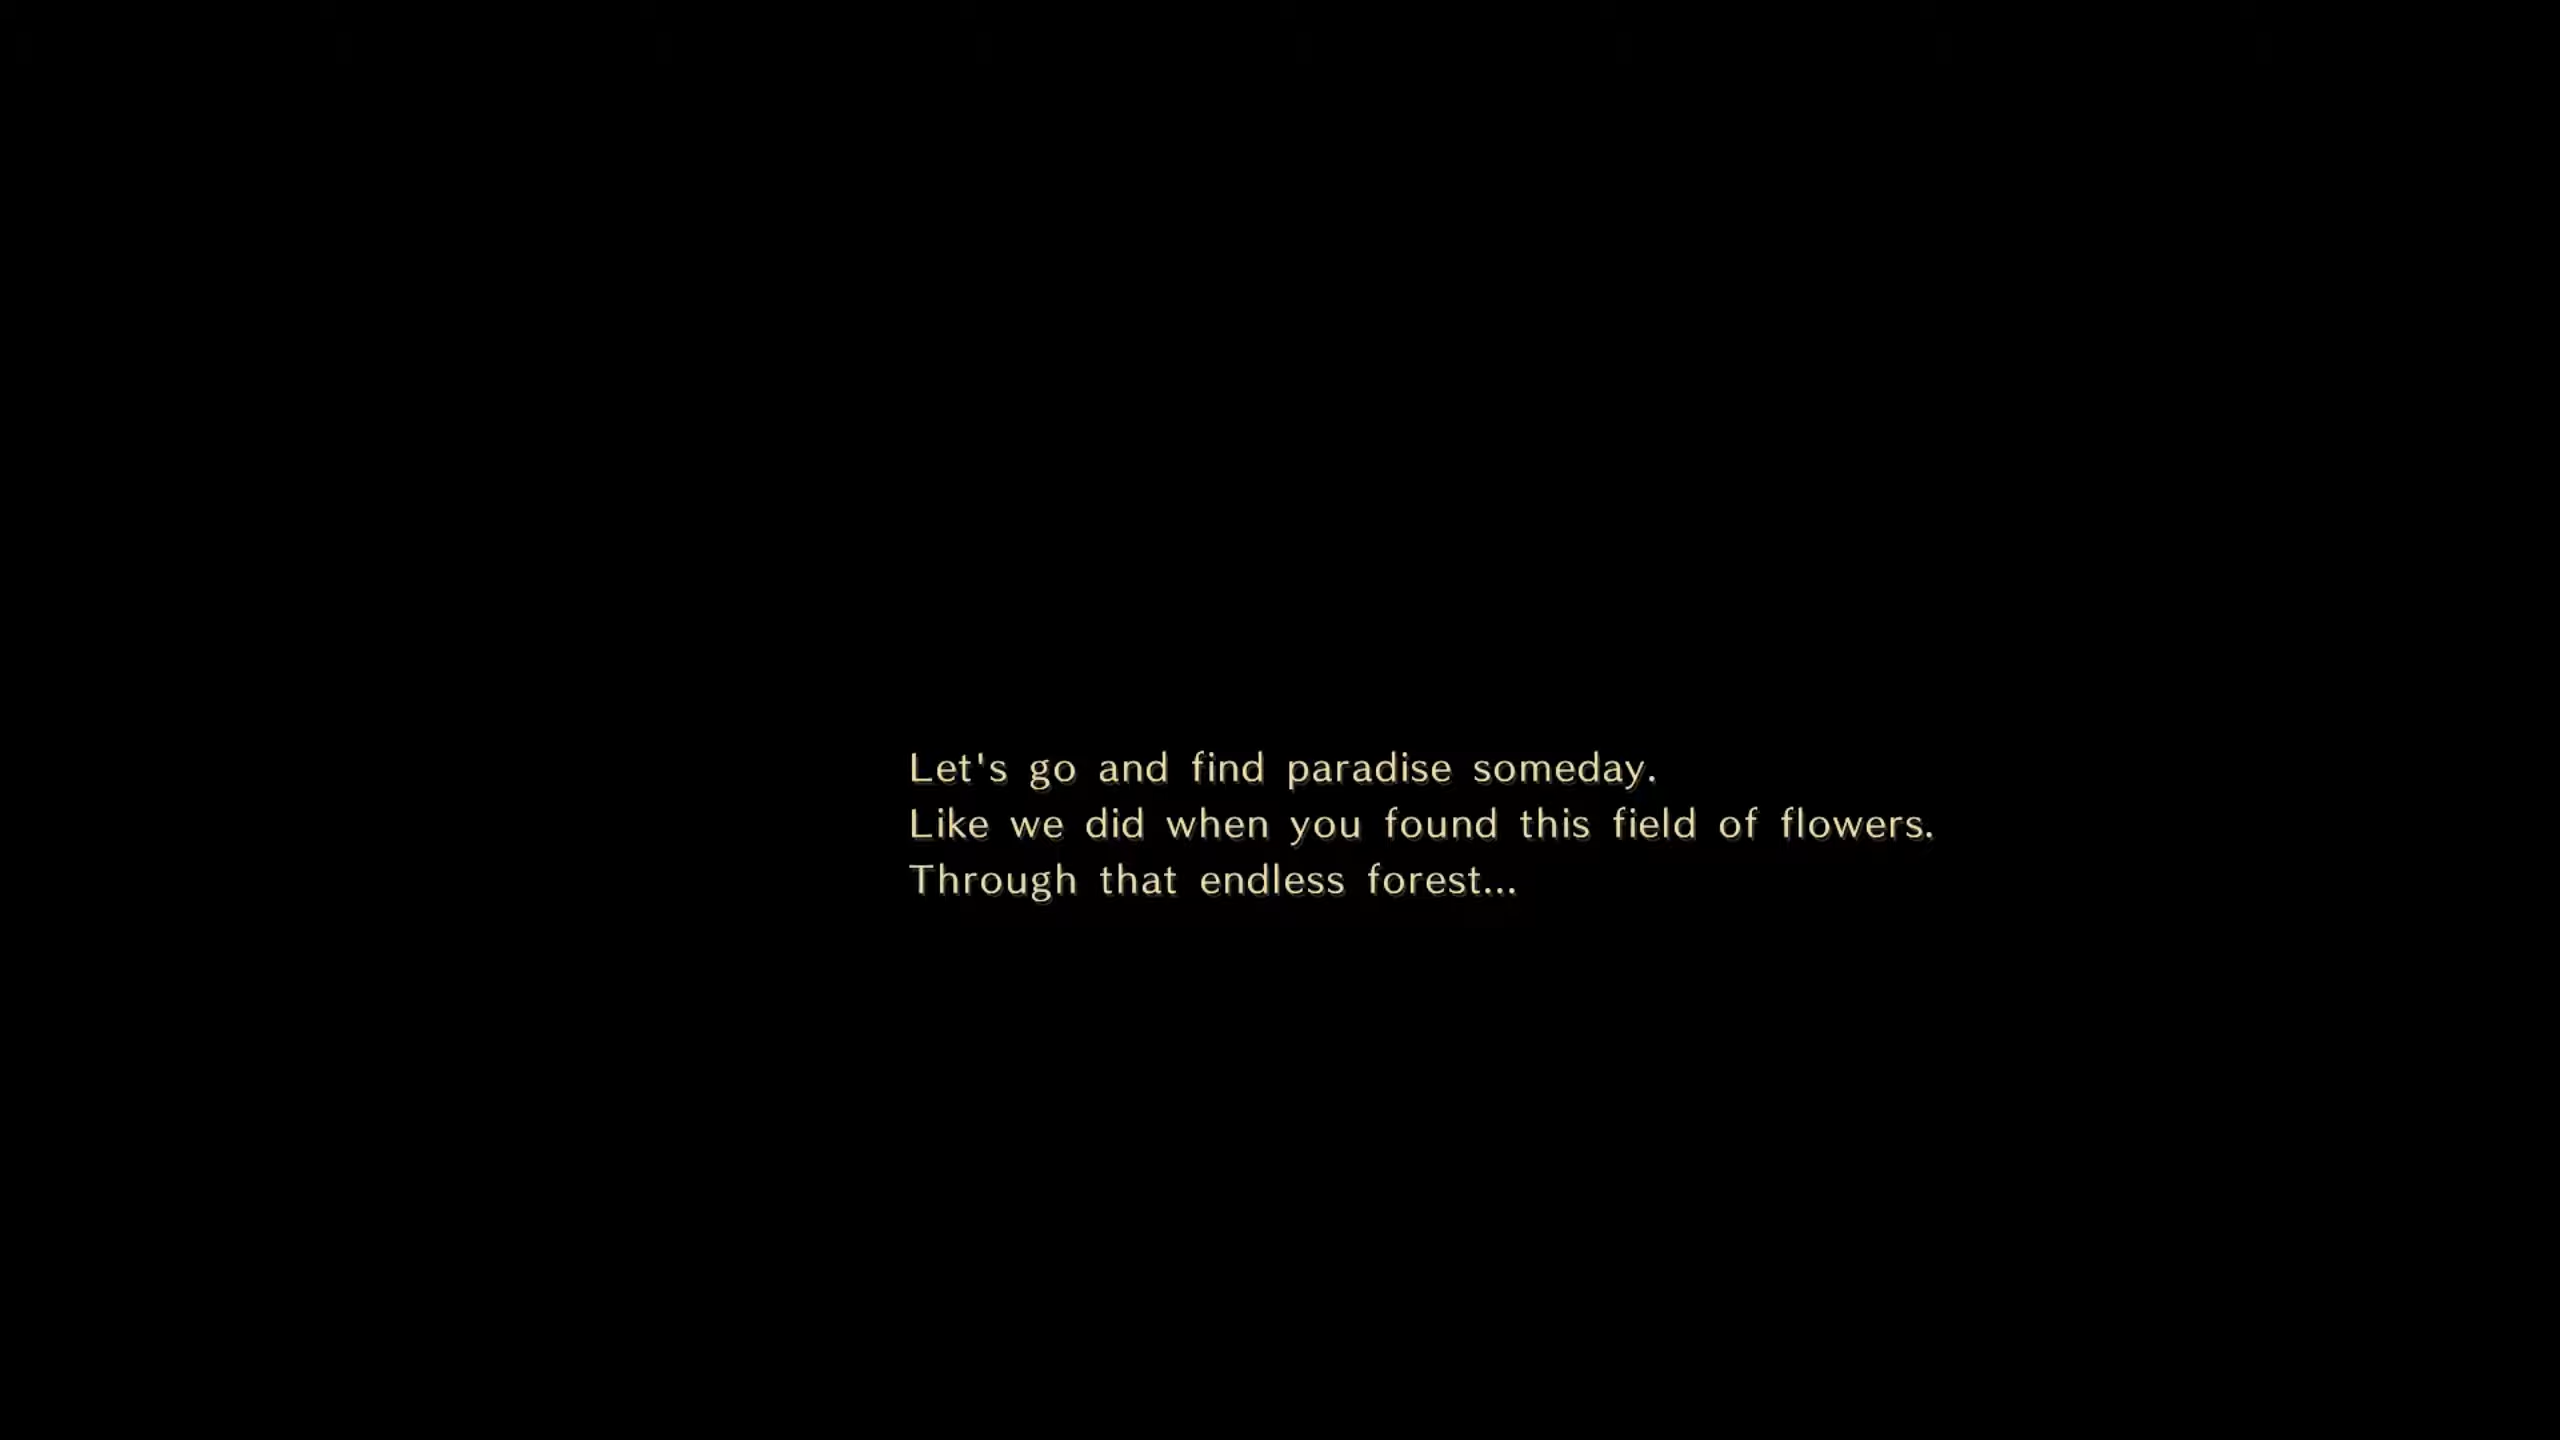 Let's go and find paradise someday.
Like we did when you found this field of flowers.
Through that endless forest...